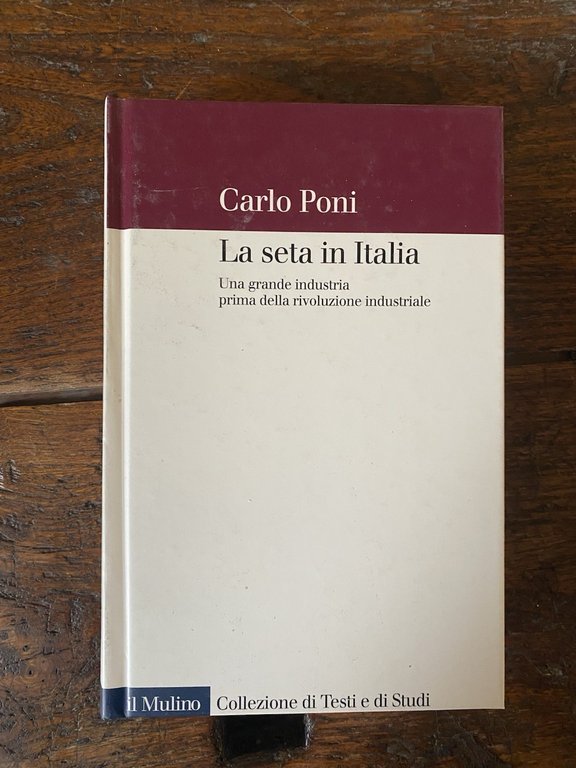 Carlo Poni
La seta in Italia
Una grande industria
prima della rivoluzione industriale
il Mulino Collezione di Testi e di Studi